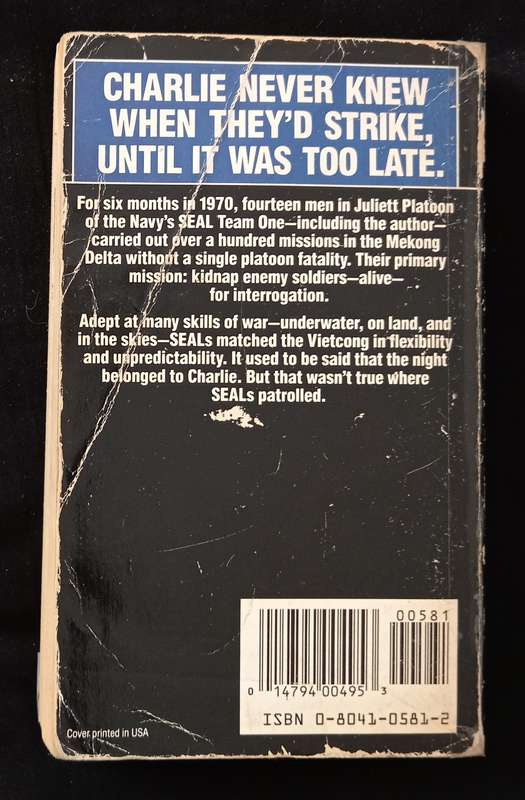 CHARLIE NEVER KNEW
WHEN THEY'D STRIKE,
UNTIL IT WAS TOO LATE.
For six months in 1970, fourteen men in Juliett Platoon
of the Navy's SEAL Team One—including the author—
carried out over a hundred missions in the Mekong
Delta without a single platoon fatality. Their primary
mission: kidnap enemy soldiers—alive—
for interrogation.
Adept at many skills of war—underwater, on land, and
in the skies—SEALs matched the Vietcong in flexibility
and unpredictability. It used to be said that the night
belonged to Charlie. But that wasn't true where
SEALs patrolled.
00581
0 14794 00495 3
ISBN 0-8041-0581-2
Cover printed in USA